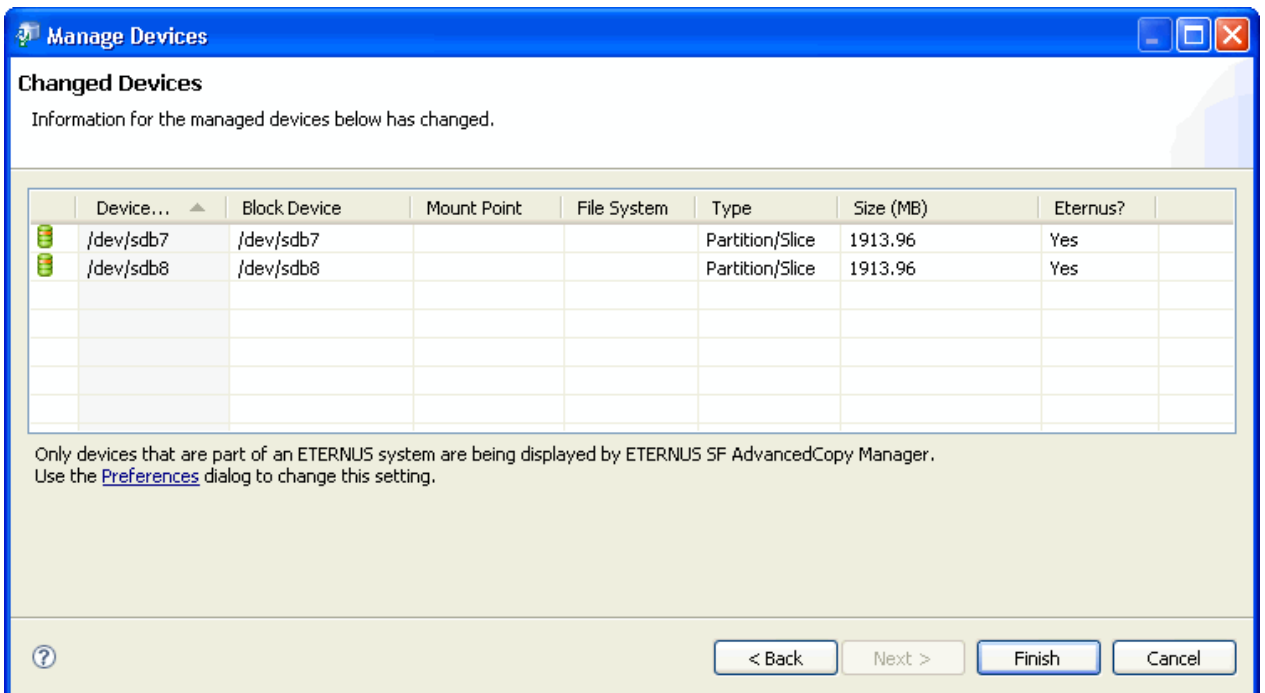 Manage Devices
Changed Devices
Information for the managed devices below has changed.
Device... Block Device Mount Point File System Type Size (MB) Eternus?
/dev/sdb7 /dev/sdb7 Partition/Slice 1913.96 Yes
/dev/sdb8 /dev/sdb8 Partition/Slice 1913.96 Yes
Only devices that are part of an ETERNUS system are being displayed by ETERNUS SF AdvancedCopy Manager.
Use the Preferences dialog to change this setting.
? < Back Next > Finish Cancel